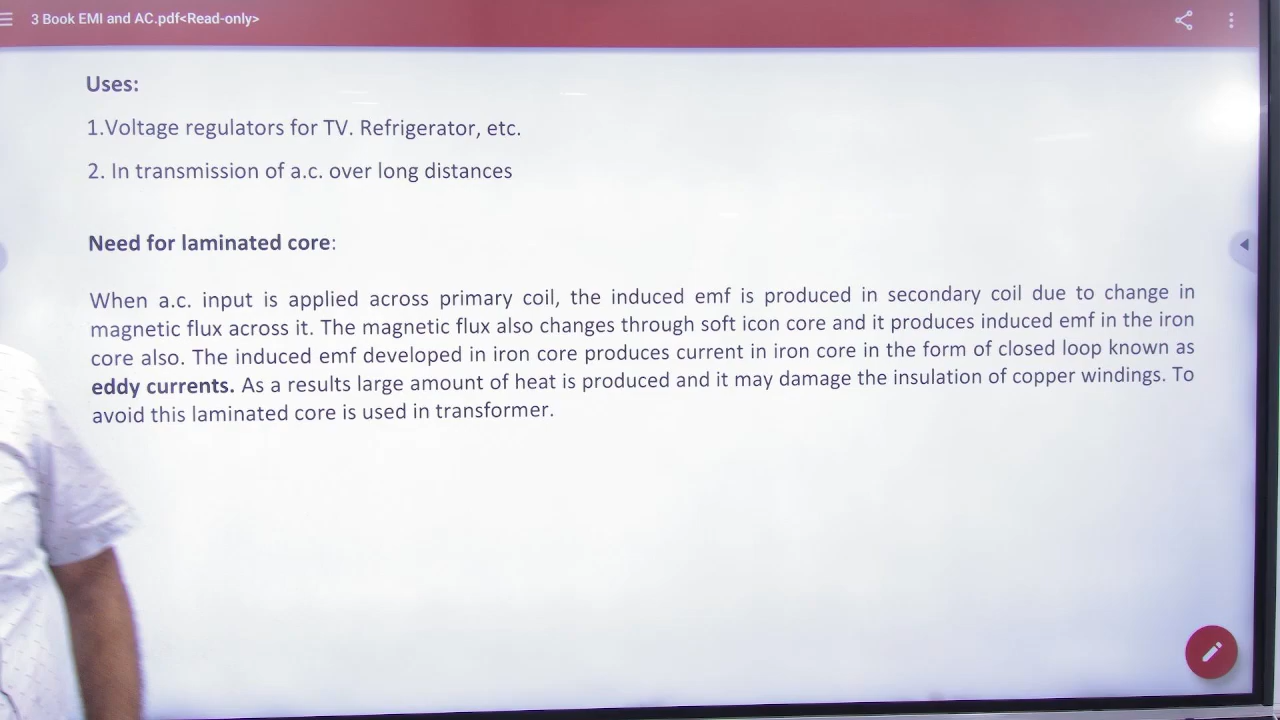 3 Book EMI and AC.pdf<Read-only>
Uses:
1.Voltage regulators for TV. Refrigerator, etc.
2. In transmission of a.c. over long distances
Need for laminated core:
When a.c. input is applied across primary coil, the induced emf is produced in secondary coil due to change in
magnetic flux across it. The magnetic flux also changes through soft icon core and it produces induced emf in the iron
core also. The induced emf developed in iron core produces current in iron core in the form of closed loop known as
eddy currents. As a results large amount of heat is produced and it may damage the insulation of copper windings. To
avoid this laminated core is used in transformer.